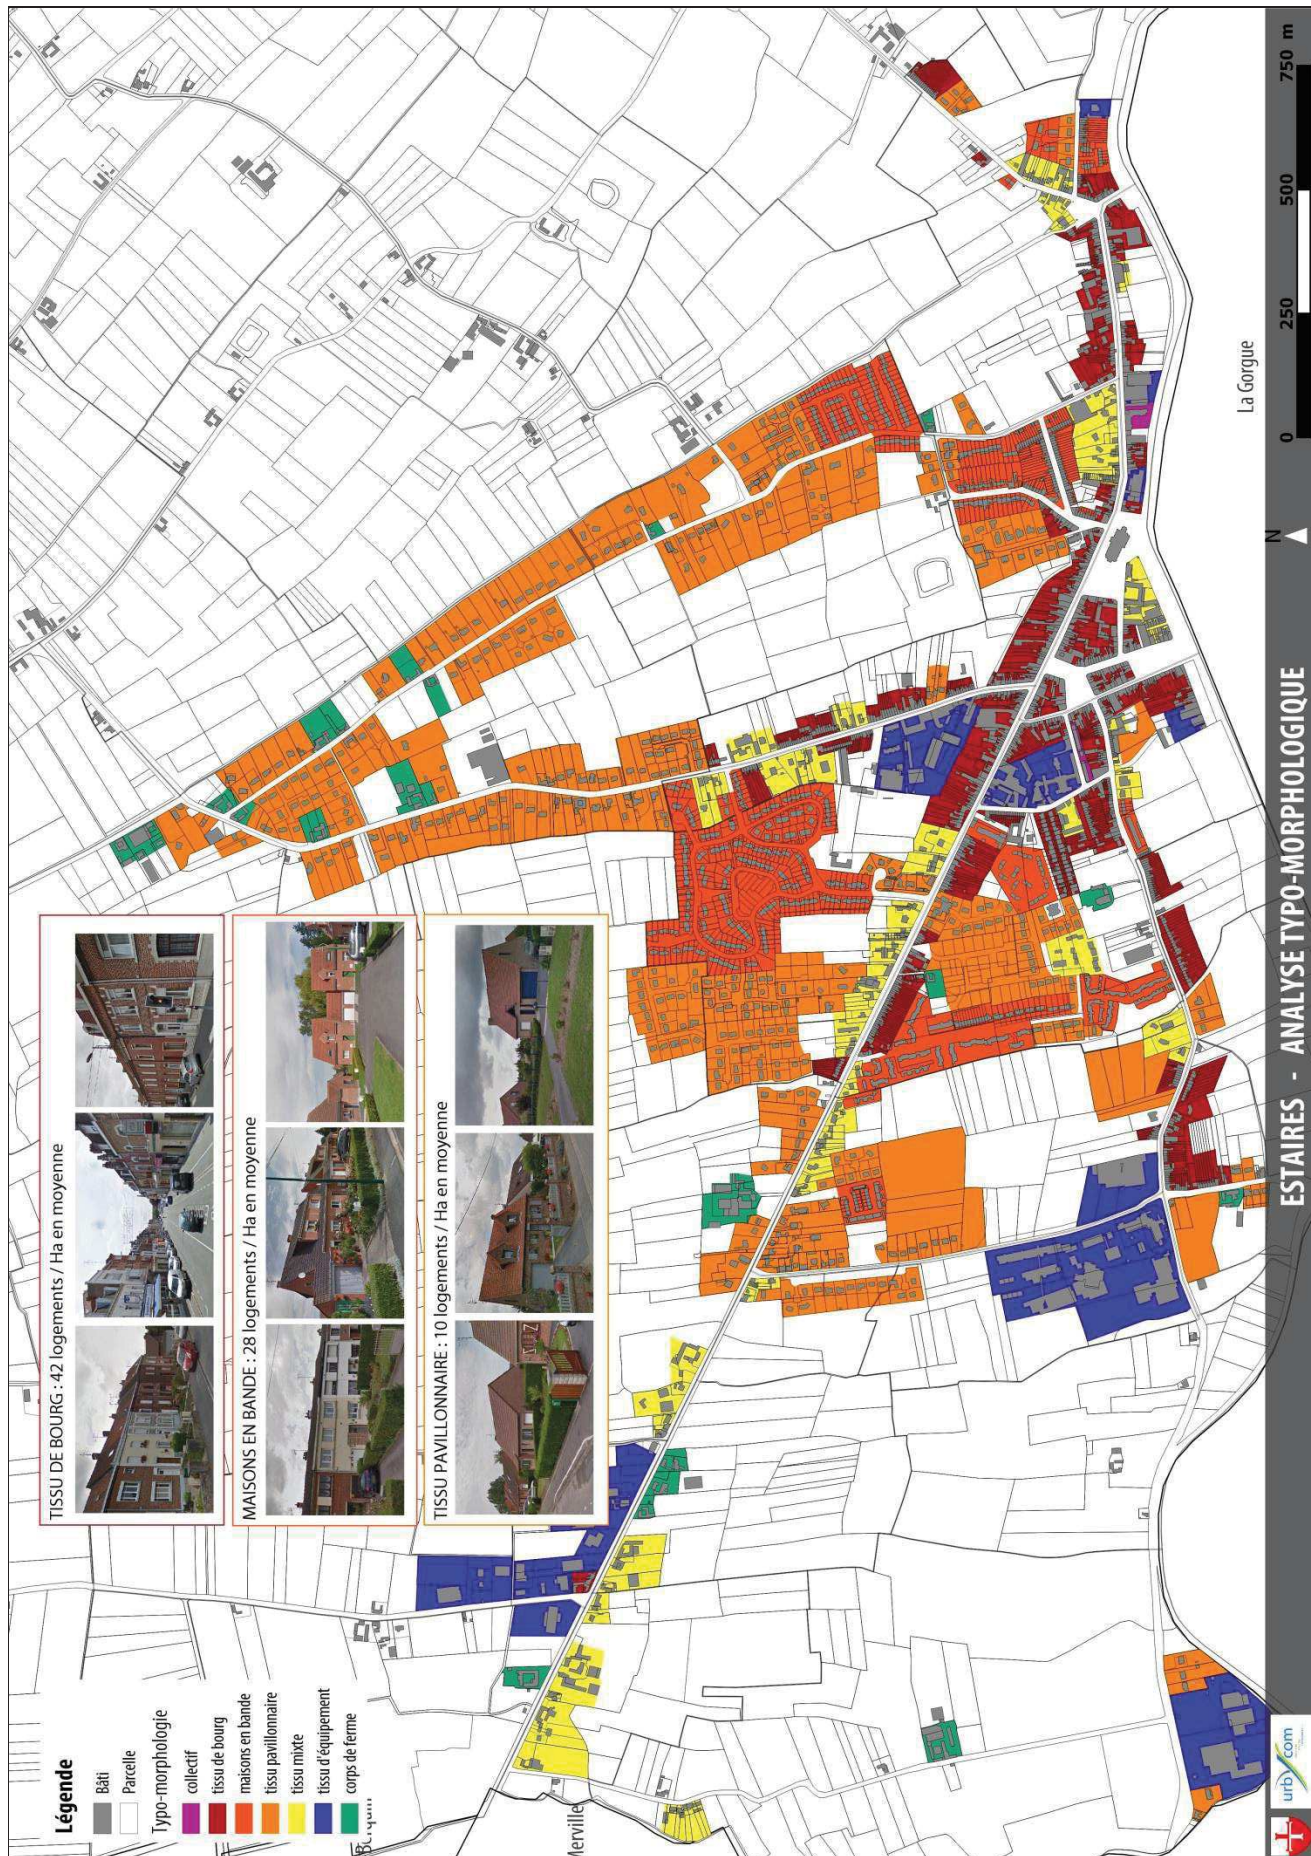 Légende
Bâti
Parcelle
Typo-morphologie
collectif
tissu de bourg
maisons en bande
tissu pavillonnaire
tissu mixte
tissu d'équipement
corps de ferme
Merville
TISSU DE BOURG : 42 logements / Ha en moyenne
MAISONS EN BANDE : 28 logements / Ha en moyenne
TISSU PAVILLONNAIRE : 10 logements / Ha en moyenne
La Gorgue
urbycom
ESTAIRES - ANALYSE TYPO-MORPHOLOGIQUE
N
0 250 500 750 m